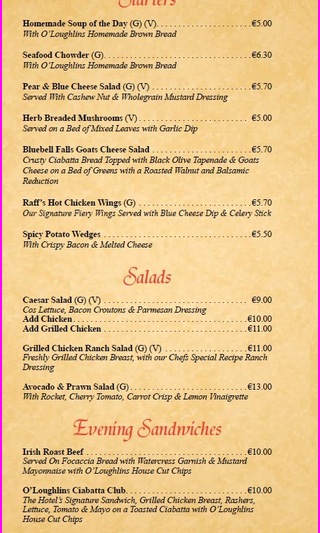 Starters
Homemade Soup of the Day (G) (V). . . . . . . . . . . . . . . . . . . . . . . €5.00
With O'Loughlins Homemade Brown Bread
Seafood Chowder (G). . . . . . . . . . . . . . . . . . . . . . . . . . . . . . . . . . . . €6.30
With O'Loughlins Homemade Brown Bread
Pear & Blue Cheese Salad (G) (V) . . . . . . . . . . . . . . . . . . . . . . . . €5.70
Served With Cashew Nut & Wholegrain Mustard Dressing
Herb Breaded Mushrooms (V) . . . . . . . . . . . . . . . . . . . . . . . . . . . €5.00
Served on a Bed of Mixed Leaves with Garlic Dip
Bluebell Falls Goats Cheese Salad . . . . . . . . . . . . . . . . . . . . . . . . €5.70
Crusty Ciabatta Bread Topped with Black Olive Tapenade & Goats
Cheese on a Bed of Greens with a Roasted Walnut and Balsamic
Reduction
Raff's Hot Chicken Wings (G) . . . . . . . . . . . . . . . . . . . . . . . . . . . €5.70
Our Signature Fiery Wings Served with Blue Cheese Dip & Celery Stick
Spicy Potato Wedges . . . . . . . . . . . . . . . . . . . . . . . . . . . . . . . . . . . €5.50
With Crispy Bacon & Melted Cheese
Salads
Caesar Salad (G) (V) . . . . . . . . . . . . . . . . . . . . . . . . . . . . . . . . . . . €9.00
Cos Lettuce, Bacon Croutons & Parmesan Dressing
Add Chicken. . . . . . . . . . . . . . . . . . . . . . . . . . . . . . . . . . . . . . . . . €10.00
Add Grilled Chicken . . . . . . . . . . . . . . . . . . . . . . . . . . . . . . . . . . €11.00
Grilled Chicken Ranch Salad (G) (V) . . . . . . . . . . . . . . . . . . . . €11.00
Freshly Grilled Chicken Breast, with our Chefs Special Recipe Ranch
Dressing
Avocado & Prawn Salad (G) . . . . . . . . . . . . . . . . . . . . . . . . . . . . €13.00
With Rocket, Cherry Tomato, Carrot Crisp & Lemon Vinaigrette
Evening Sandwiches
Irish Roast Beef . . . . . . . . . . . . . . . . . . . . . . . . . . . . . . . . . . . . . . €10.00
Served On Focaccia Bread with Watercress Garnish & Mustard
Mayonnaise with O'Loughlins House Cut Chips
O'Loughlins Ciabatta Club. . . . . . . . . . . . . . . . . . . . . . . . . . . . . €10.00
The Hotel's Signature Sandwich, Grilled Chicken Breast, Rashers,
Lettuce, Tomato & Mayo on a Toasted Ciabatta with O'Loughlins
House Cut Chips